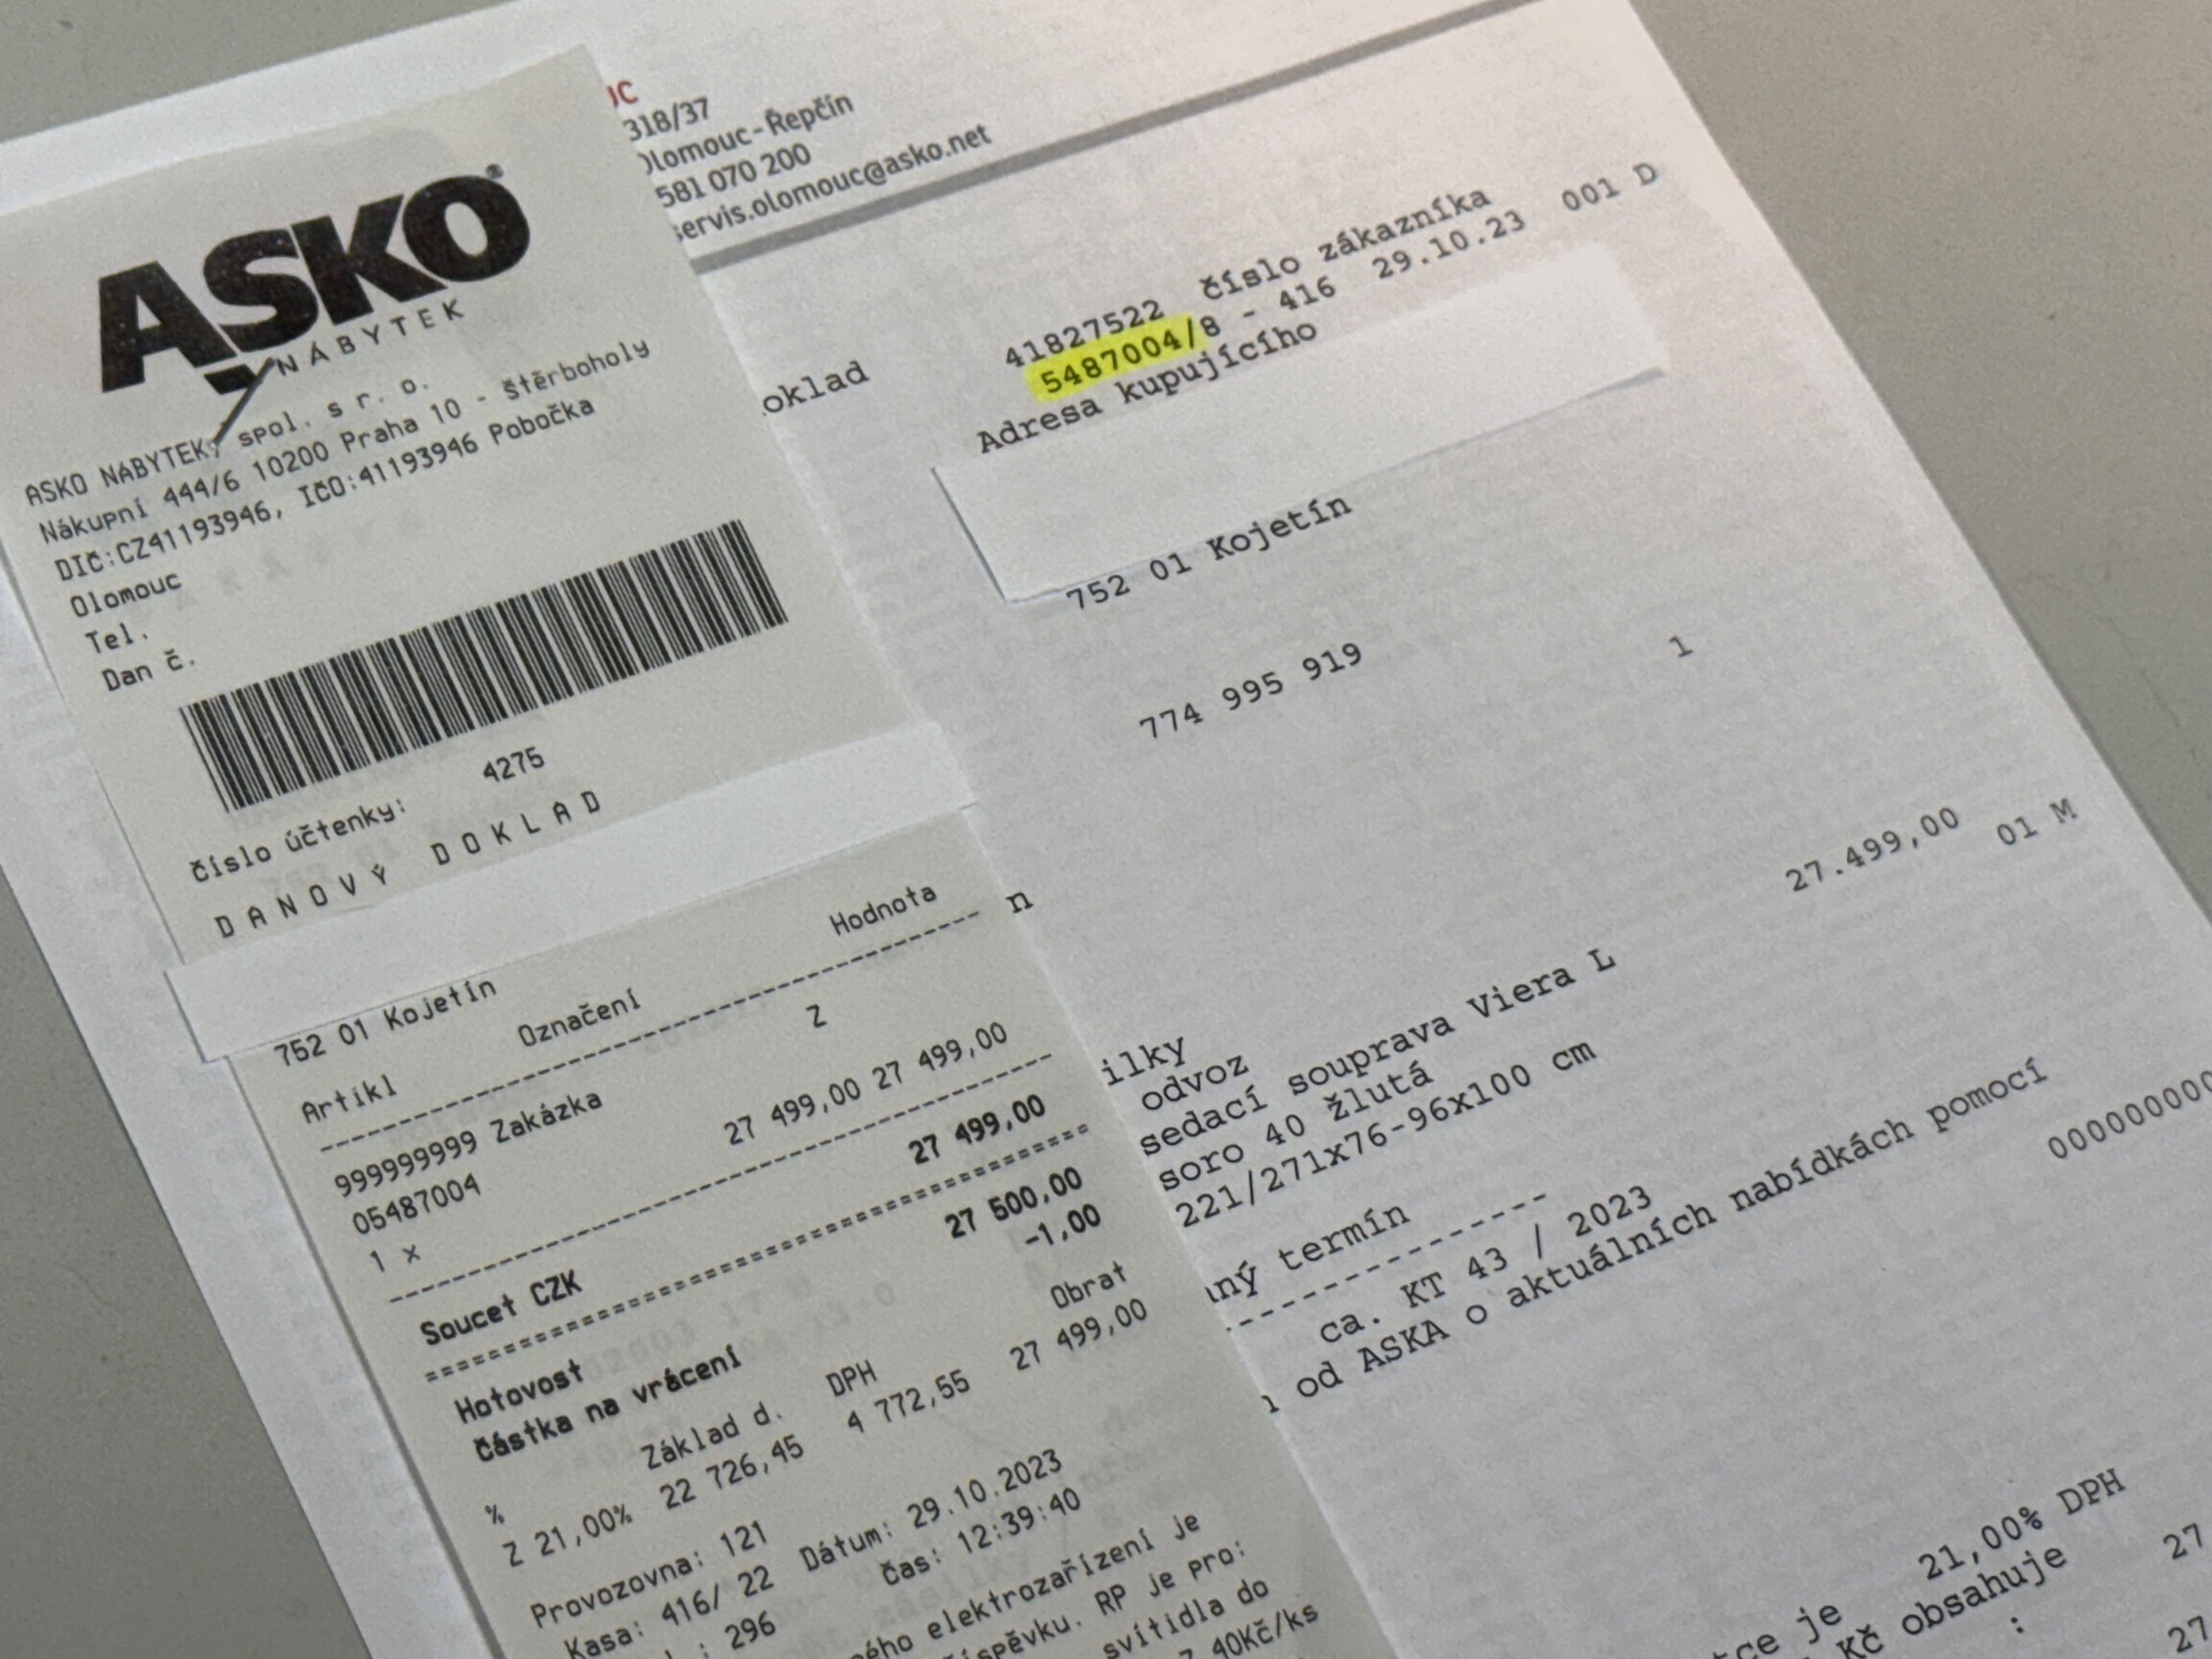 ASKO
NÁBYTEK
ASKO NÁBYTEK, spol. s r. o.
Nákupní 444/6 10200 Praha 10 - Štěrboholy
DIČ:CZ41193946, IČO:41193946 Pobočka
Olomouc
Tel.
Dan č.
číslo účtenky: 4275
DANOVÝ DOKLAD
752 01 Kojetín
Artikl Označení Hodnota
999999999 Zakázka Z
05487004
1 x 27 499,00 27 499,00
Soucet CZK 27 499,00
Hotovost 27 500,00
Částka na vrácení -1,00
% Základ d. DPH Obrat
Z 21,00% 22 726,45 4 772,55 27 499,00
Provozovna: 121 Dátum: 29.10.2023
Kasa: 416/ 22 Čas: 12:39:40
: 296
elektrozařízení je
RP je pro:
svítidla do
40Kč/ks
318/37
Olomouc-Řepčín
581 070 200
servis.olomouc@asko.net
41827522 číslo zákazníka
oklad 5487004/8 - 416 29.10.23 001 D
Adresa kupujícího
752 01 Kojetín
774 995 919 1
n
27.499,00 01 M
ilky
odvoz
sedací souprava Viera L
soro 40 žlutá
221/271x76-96x100 cm
ný termín
ca. KT 43 / 2023
od ASKA o aktuálních nabídkách pomocí
000000000
je 21,00% DPH
Kč obsahuje 27
: 27